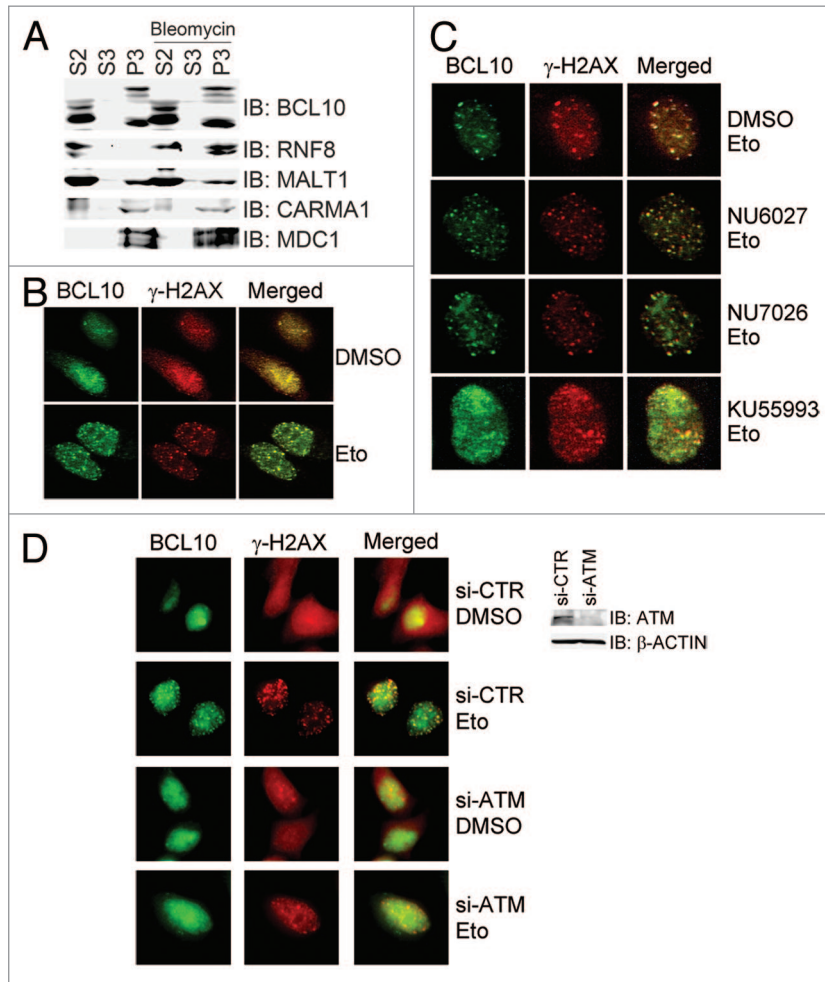 A
Bleomycin
S2 S3 P3 S2 S3 P3
IB: BCL10
IB: RNF8
IB: MALT1
IB: CARMA1
IB: MDC1
B
BCL10 γ-H2AX Merged
DMSO
Eto
C
BCL10 γ-H2AX Merged
DMSO
Eto
NU6027
Eto
NU7026
Eto
KU55993
Eto
D
BCL10 γ-H2AX Merged
si-CTR
DMSO
si-CTR
Eto
si-ATM
DMSO
si-ATM
Eto
si-CTR si-ATM
IB: ATM
IB: β-ACTIN